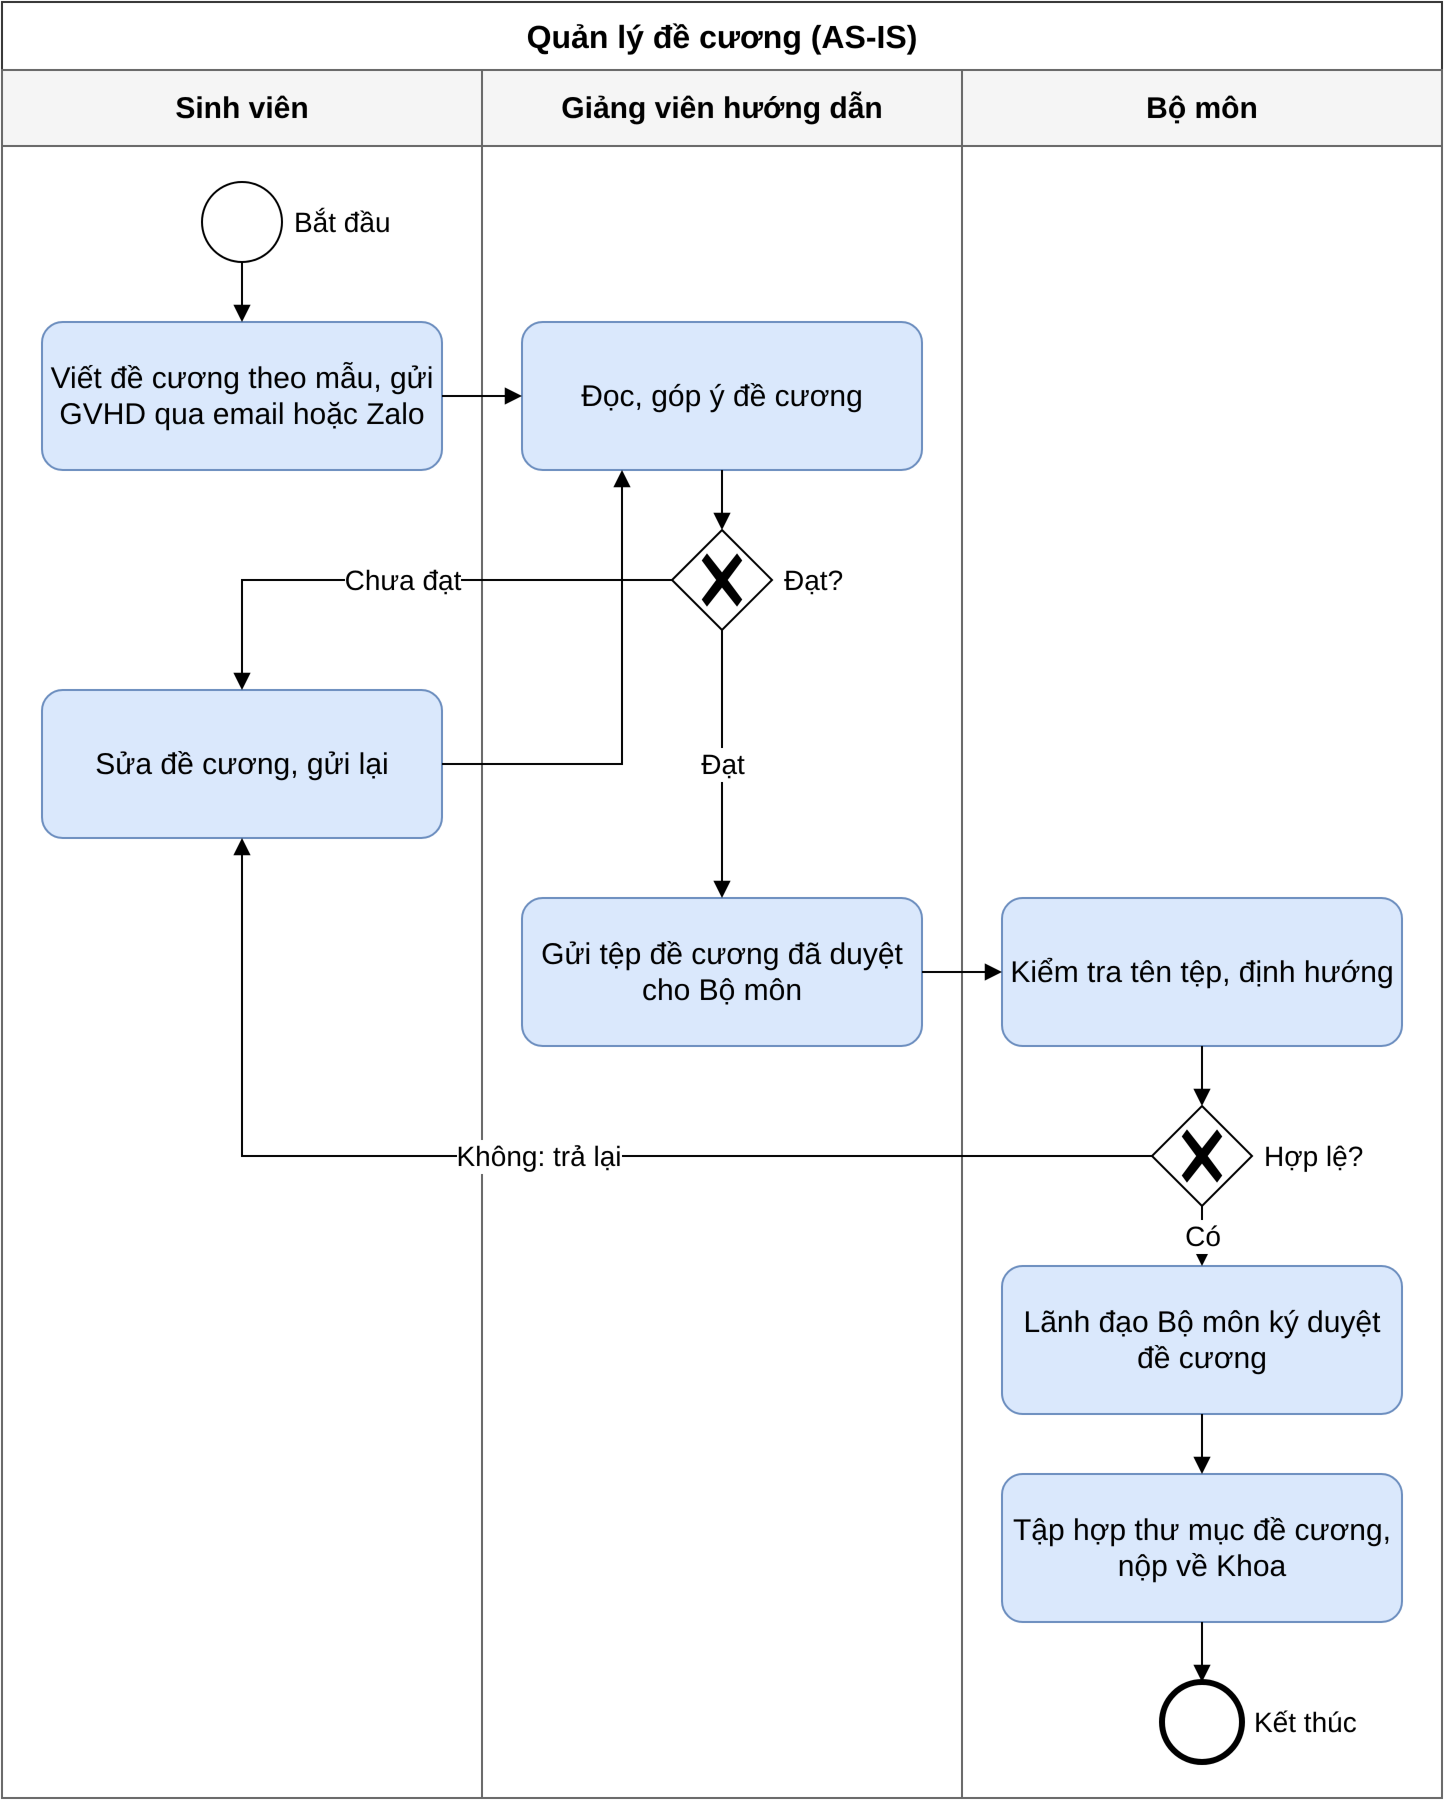 Quản lý đề cương (AS-IS)
Sinh viên
Giảng viên hướng dẫn
Bộ môn
Bắt đầu
Viết đề cương theo mẫu, gửi
GVHD qua email hoặc Zalo
Đọc, góp ý đề cương
Chưa đạt
Đạt?
Sửa đề cương, gửi lại
Đạt
Gửi tệp đề cương đã duyệt
cho Bộ môn
Kiểm tra tên tệp, định hướng
Không: trả lại
Hợp lệ?
Có
Lãnh đạo Bộ môn ký duyệt
đề cương
Tập hợp thư mục đề cương,
nộp về Khoa
Kết thúc